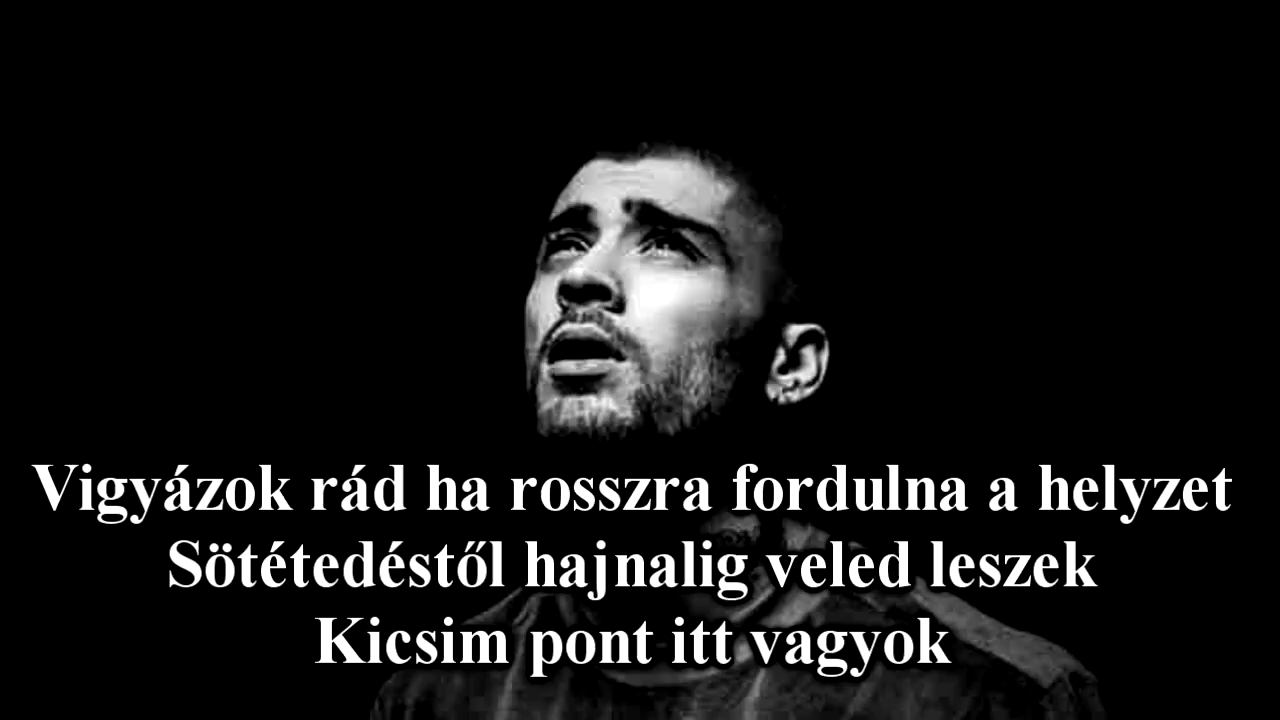 Vigyázok rád ha rosszra fordulna a helyzet
Sötétedéstől hajnalig veled leszek
Kicsim pont itt vagyok